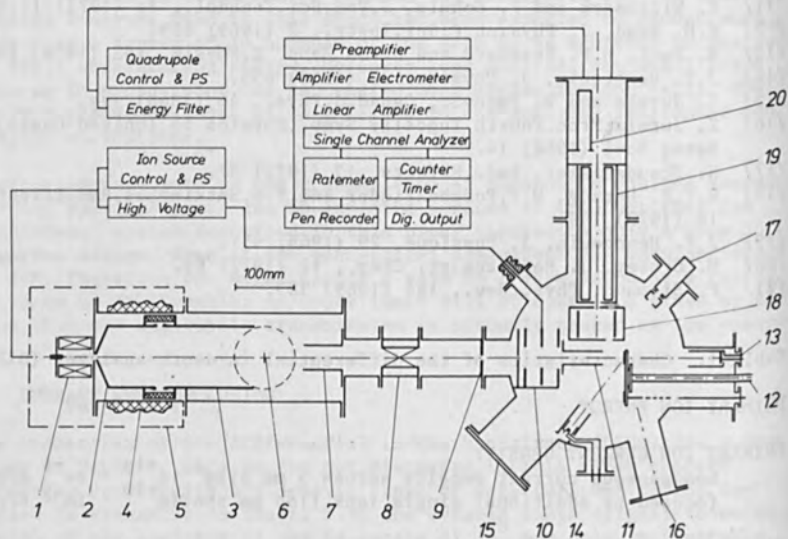 Quadrupole
Control & PS
Energy Filter
Ion Source
Control & PS
High Voltage
Preamplifier
Amplifier Electrometer
Linear Amplifier
Single Channel Analyzer
Ratemeter
Counter
Timer
Pen Recorder
Dig. Output
100mm
20
19
17
18
13
12
1
2
4
5
3
6
7
8
9
15
10
14
11
16